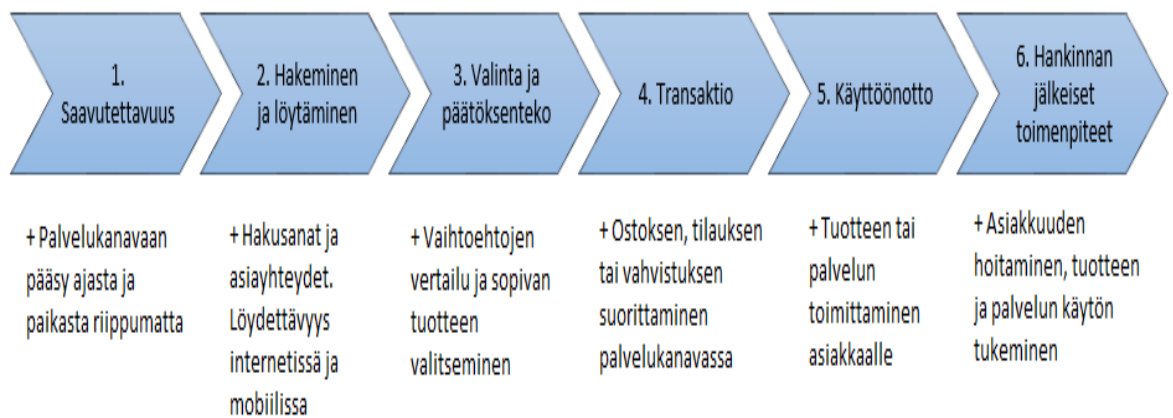 1.
Saavutettavuus
2. Hakeminen
ja löytäminen
3. Valinta ja
päätöksenteko
4. Transaktio
5. Käyttöönotto
6. Hankinnan
jälkeiset
toimenpiteet
+ Palvelukanavaan
pääsy ajasta ja
paikasta riippumatta
+ Hakusanat ja
asiayhteydet.
Löydettävyys
internetissä ja
mobiilissa
+ Vaihtoehtojen
vertailu ja sopivan
tuotteen
valitseminen
+ Ostoksen, tilauksen
tai vahvistuksen
suorittaminen
palvelukanavassa
+ Tuotteen tai
palvelun
toimittaminen
asiakkaalle
+ Asiakkuuden
hoitaminen, tuotteen
ja palvelun käytön
tukeminen